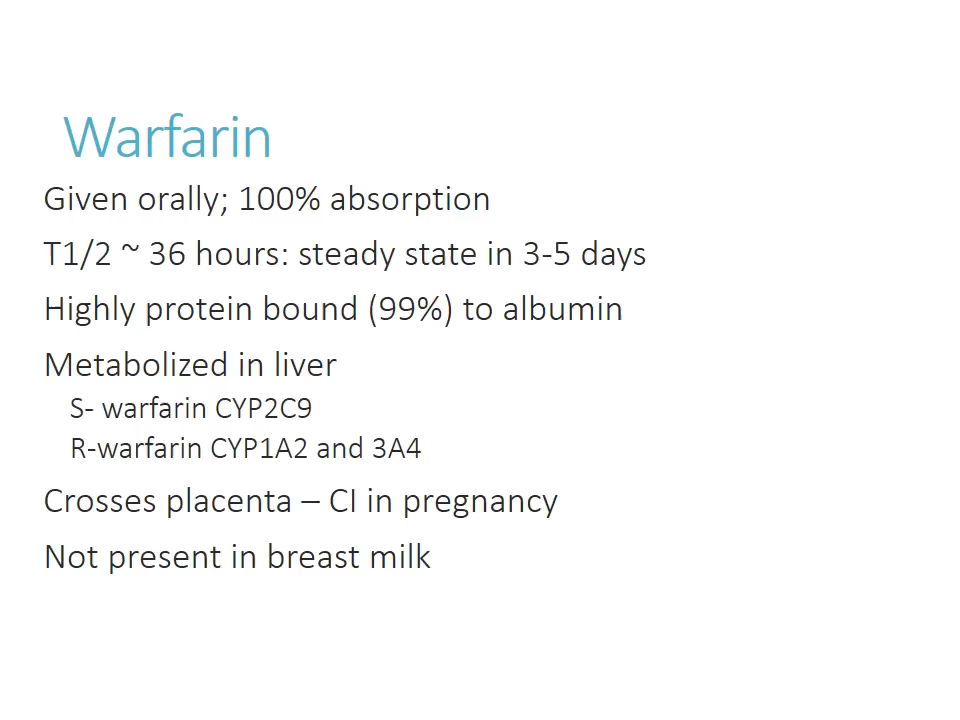 Warfarin
Given orally; 100% absorption
T1/2 ~ 36 hours: steady state in 3-5 days
Highly protein bound (99%) to albumin
Metabolized in liver
S- warfarin CYP2C9
R-warfarin CYP1A2 and 3A4
Crosses placenta – CI in pregnancy
Not present in breast milk